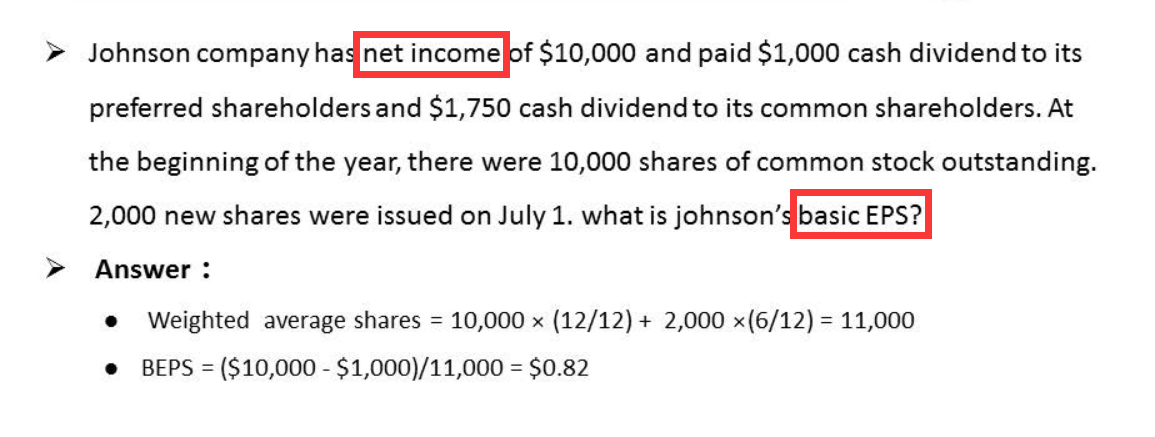 ➤ Johnson company has net income of $10,000 and paid $1,000 cash dividend to its
preferred shareholders and $1,750 cash dividend to its common shareholders. At
the beginning of the year, there were 10,000 shares of common stock outstanding.
2,000 new shares were issued on July 1. what is johnson's basic EPS?
➤ Answer：
● Weighted average shares = 10,000 × (12/12) + 2,000 ×(6/12) = 11,000
● BEPS = ($10,000 - $1,000)/11,000 = $0.82